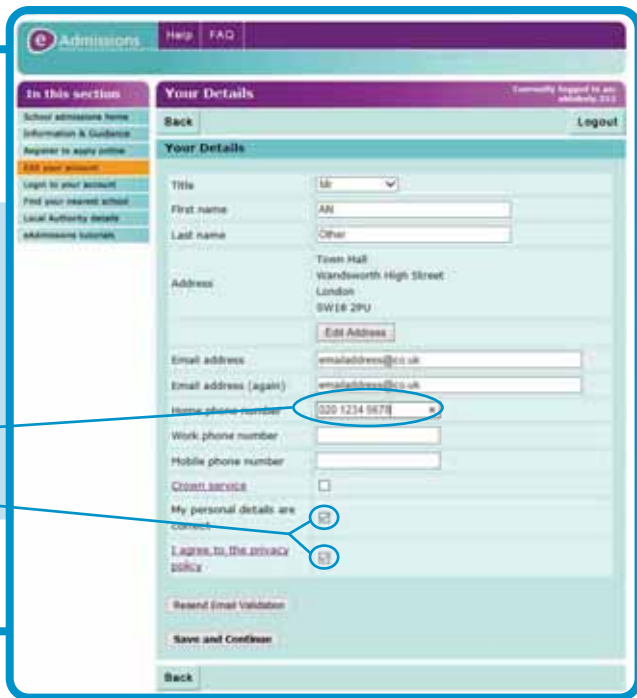 e Admissions
Help FAQ
In this section
School admissions home
Information & Guidance
Register to apply online
Edit your account
Login to your account
Find your nearest school
Local Authority details
eAdmissions tutorials
Your Details
Currently logged in as:
Back
Logout
Your Details
Title Mr
First name AN
Last name Other
Address
Town Hall
Wandsworth High Street
London
SW18 2PU
Edit Address
Email address emailaddress@co.uk
Email address (again) emailaddress@co.uk
Home phone number 020 1234 5678
Work phone number
Mobile phone number
Crown service
My personal details are
correct
I agree to the privacy
policy
Resend Email Validation
Save and Continue
Back